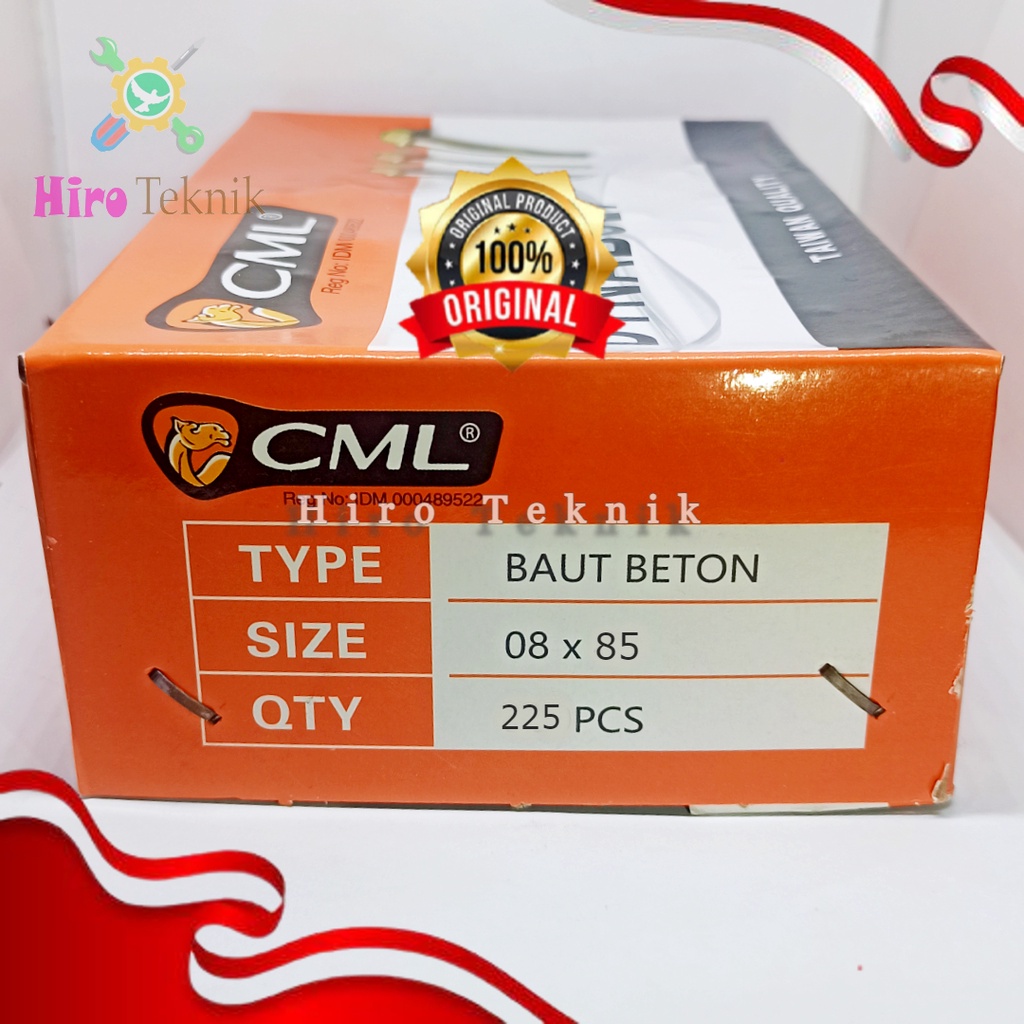 Hiro Teknik
CML®
Reg No: IDM
TAIWAN QUALITY
ORIGINAL PRODUCT
100%
ORIGINAL
CML®
Reg No: IDM 000489522
Hiro Teknik
TYPE BAUT BETON
SIZE 08 x 85
QTY 225 PCS